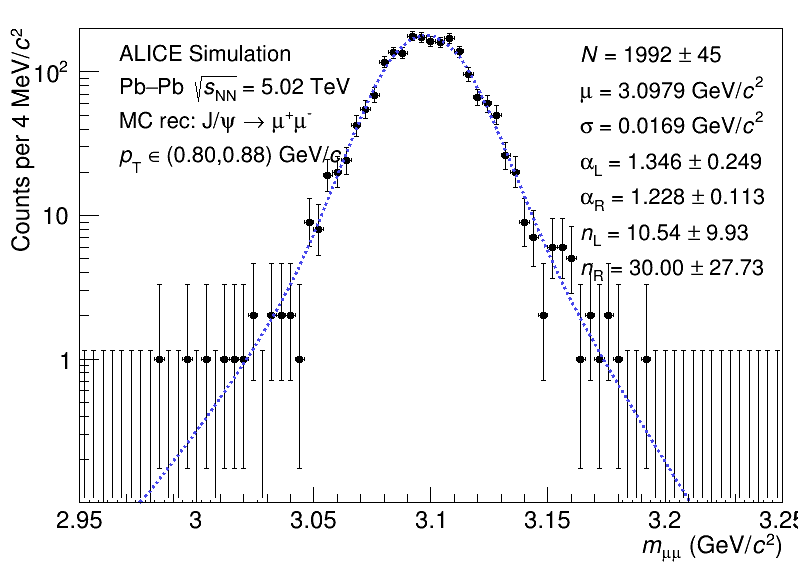 Counts per 4 MeV/c²
ALICE Simulation
Pb–Pb √sNN = 5.02 TeV
MC rec: J/ψ → μ⁺μ⁻
pT ∈ (0.80,0.88) GeV/c
N = 1992 ± 45
μ = 3.0979 GeV/c²
σ = 0.0169 GeV/c²
αL = 1.346 ± 0.249
αR = 1.228 ± 0.113
nL = 10.54 ± 9.93
nR = 30.00 ± 27.73
10²
10
1
2.95 3 3.05 3.1 3.15 3.2 3.25
mμμ (GeV/c²)